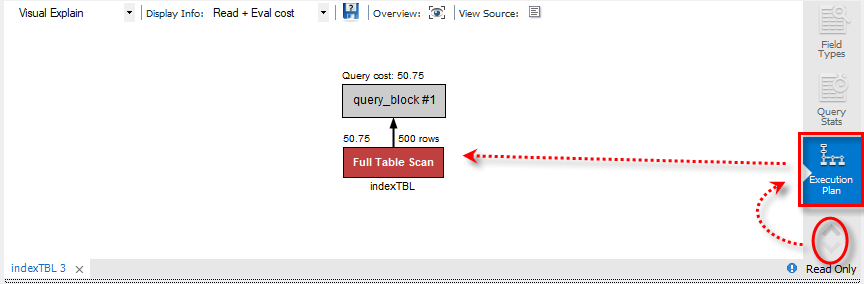 Visual Explain Display Info: Read + Eval cost Overview: View Source:
Field
Types
Query
Stats
Execution
Plan
Query cost: 50.75
query_block #1
50.75 500 rows
Full Table Scan
indexTBL
indexTBL 3 × Read Only